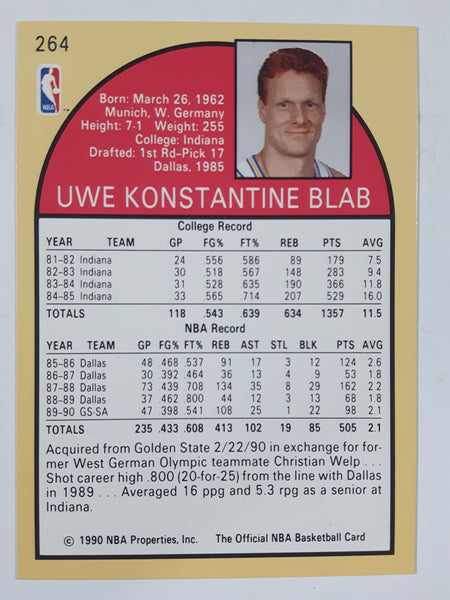 264
NBA
Born: March 26, 1962
Munich, W. Germany
Height: 7-1 Weight: 255
College: Indiana
Drafted: 1st Rd-Pick 17
Dallas, 1985
UWE KONSTANTINE BLAB
College Record
YEAR TEAM GP FG% FT% REB PTS AVG
81-82 Indiana 24 .556 .586 89 179 7.5
82-83 Indiana 30 .518 .567 148 283 9.4
83-84 Indiana 31 .528 .635 190 366 11.8
84-85 Indiana 33 .565 .714 207 529 16.0
TOTALS 118 .543 .639 634 1357 11.5
NBA Record
YEAR TEAM GP FG% FT% REB AST STL BLK PTS AVG
85-86 Dallas 48 .468 .537 91 17 3 12 124 2.6
86-87 Dallas 30 .392 .464 36 13 4 9 53 1.8
87-88 Dallas 73 .439 .708 134 35 8 29 162 2.2
88-89 Dallas 37 .462 .800 44 12 3 13 68 1.8
89-90 GS-SA 47 .398 .541 108 25 1 22 98 2.1
TOTALS 235 .433 .608 413 102 19 85 505 2.1
Acquired from Golden State 2/22/90 in exchange for for-
mer West German Olympic teammate Christian Welp . . .
Shot career high .800 (20-for-25) from the line with Dallas
in 1989 . . . Averaged 16 ppg and 5.3 rpg as a senior at
Indiana.
© 1990 NBA Properties, Inc. The Official NBA Basketball Card